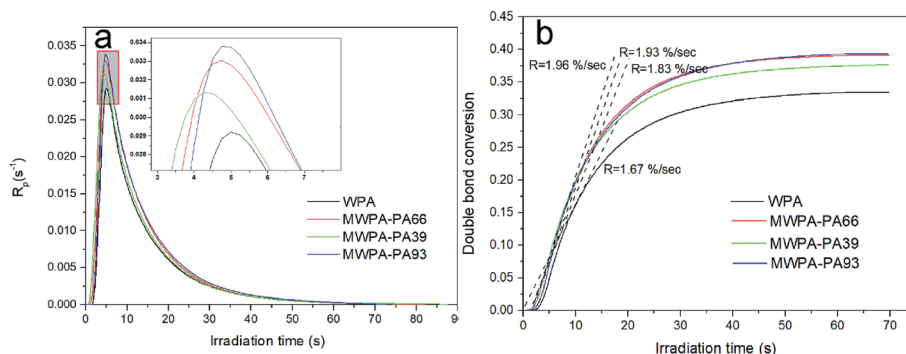 a
0.035
0.030
0.025
0.020
0.015
0.010
0.005
0.000
Rp(s⁻¹)
0 10 20 30 40 50 60 70 80 90
Irradiation time (s)
0.034
0.033
0.032
0.031
0.030
0.029
0.028
3 4 5 6 7
WPA
MWPA-PA66
MWPA-PA39
MWPA-PA93
b
0.45
0.40
0.35
0.30
0.25
0.20
0.15
0.10
0.05
0.00
Double bond conversion
R=1.96 %/sec
R=1.93 %/sec
R=1.83 %/sec
R=1.67 %/sec
WPA
MWPA-PA66
MWPA-PA39
MWPA-PA93
0 10 20 30 40 50 60 70
Irradiation time (s)